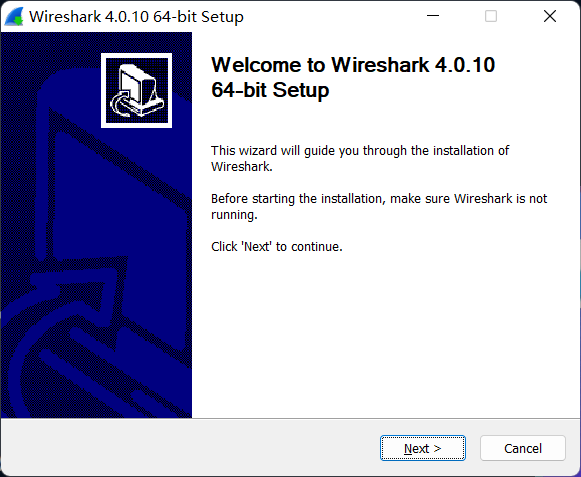 Wireshark 4.0.10 64-bit Setup
Welcome to Wireshark 4.0.10
64-bit Setup
This wizard will guide you through the installation of
Wireshark.
Before starting the installation, make sure Wireshark is not
running.
Click 'Next' to continue.
Next >
Cancel